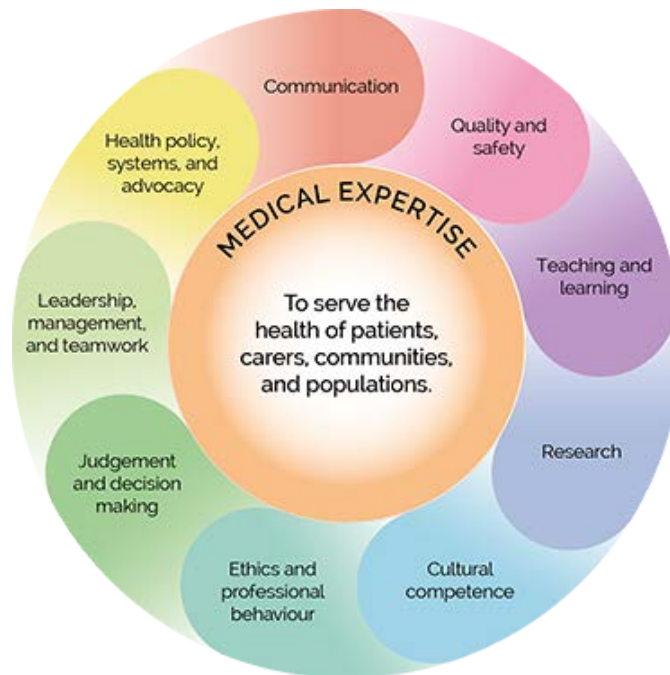 Communication
Quality and
safety
Teaching and
learning
Research
Cultural
competence
Ethics and
professional
behaviour
Judgement
and decision
making
Leadership,
management,
and teamwork
Health policy,
systems, and
advocacy
MEDICAL EXPERTISE
To serve the
health of patients,
carers, communities,
and populations.